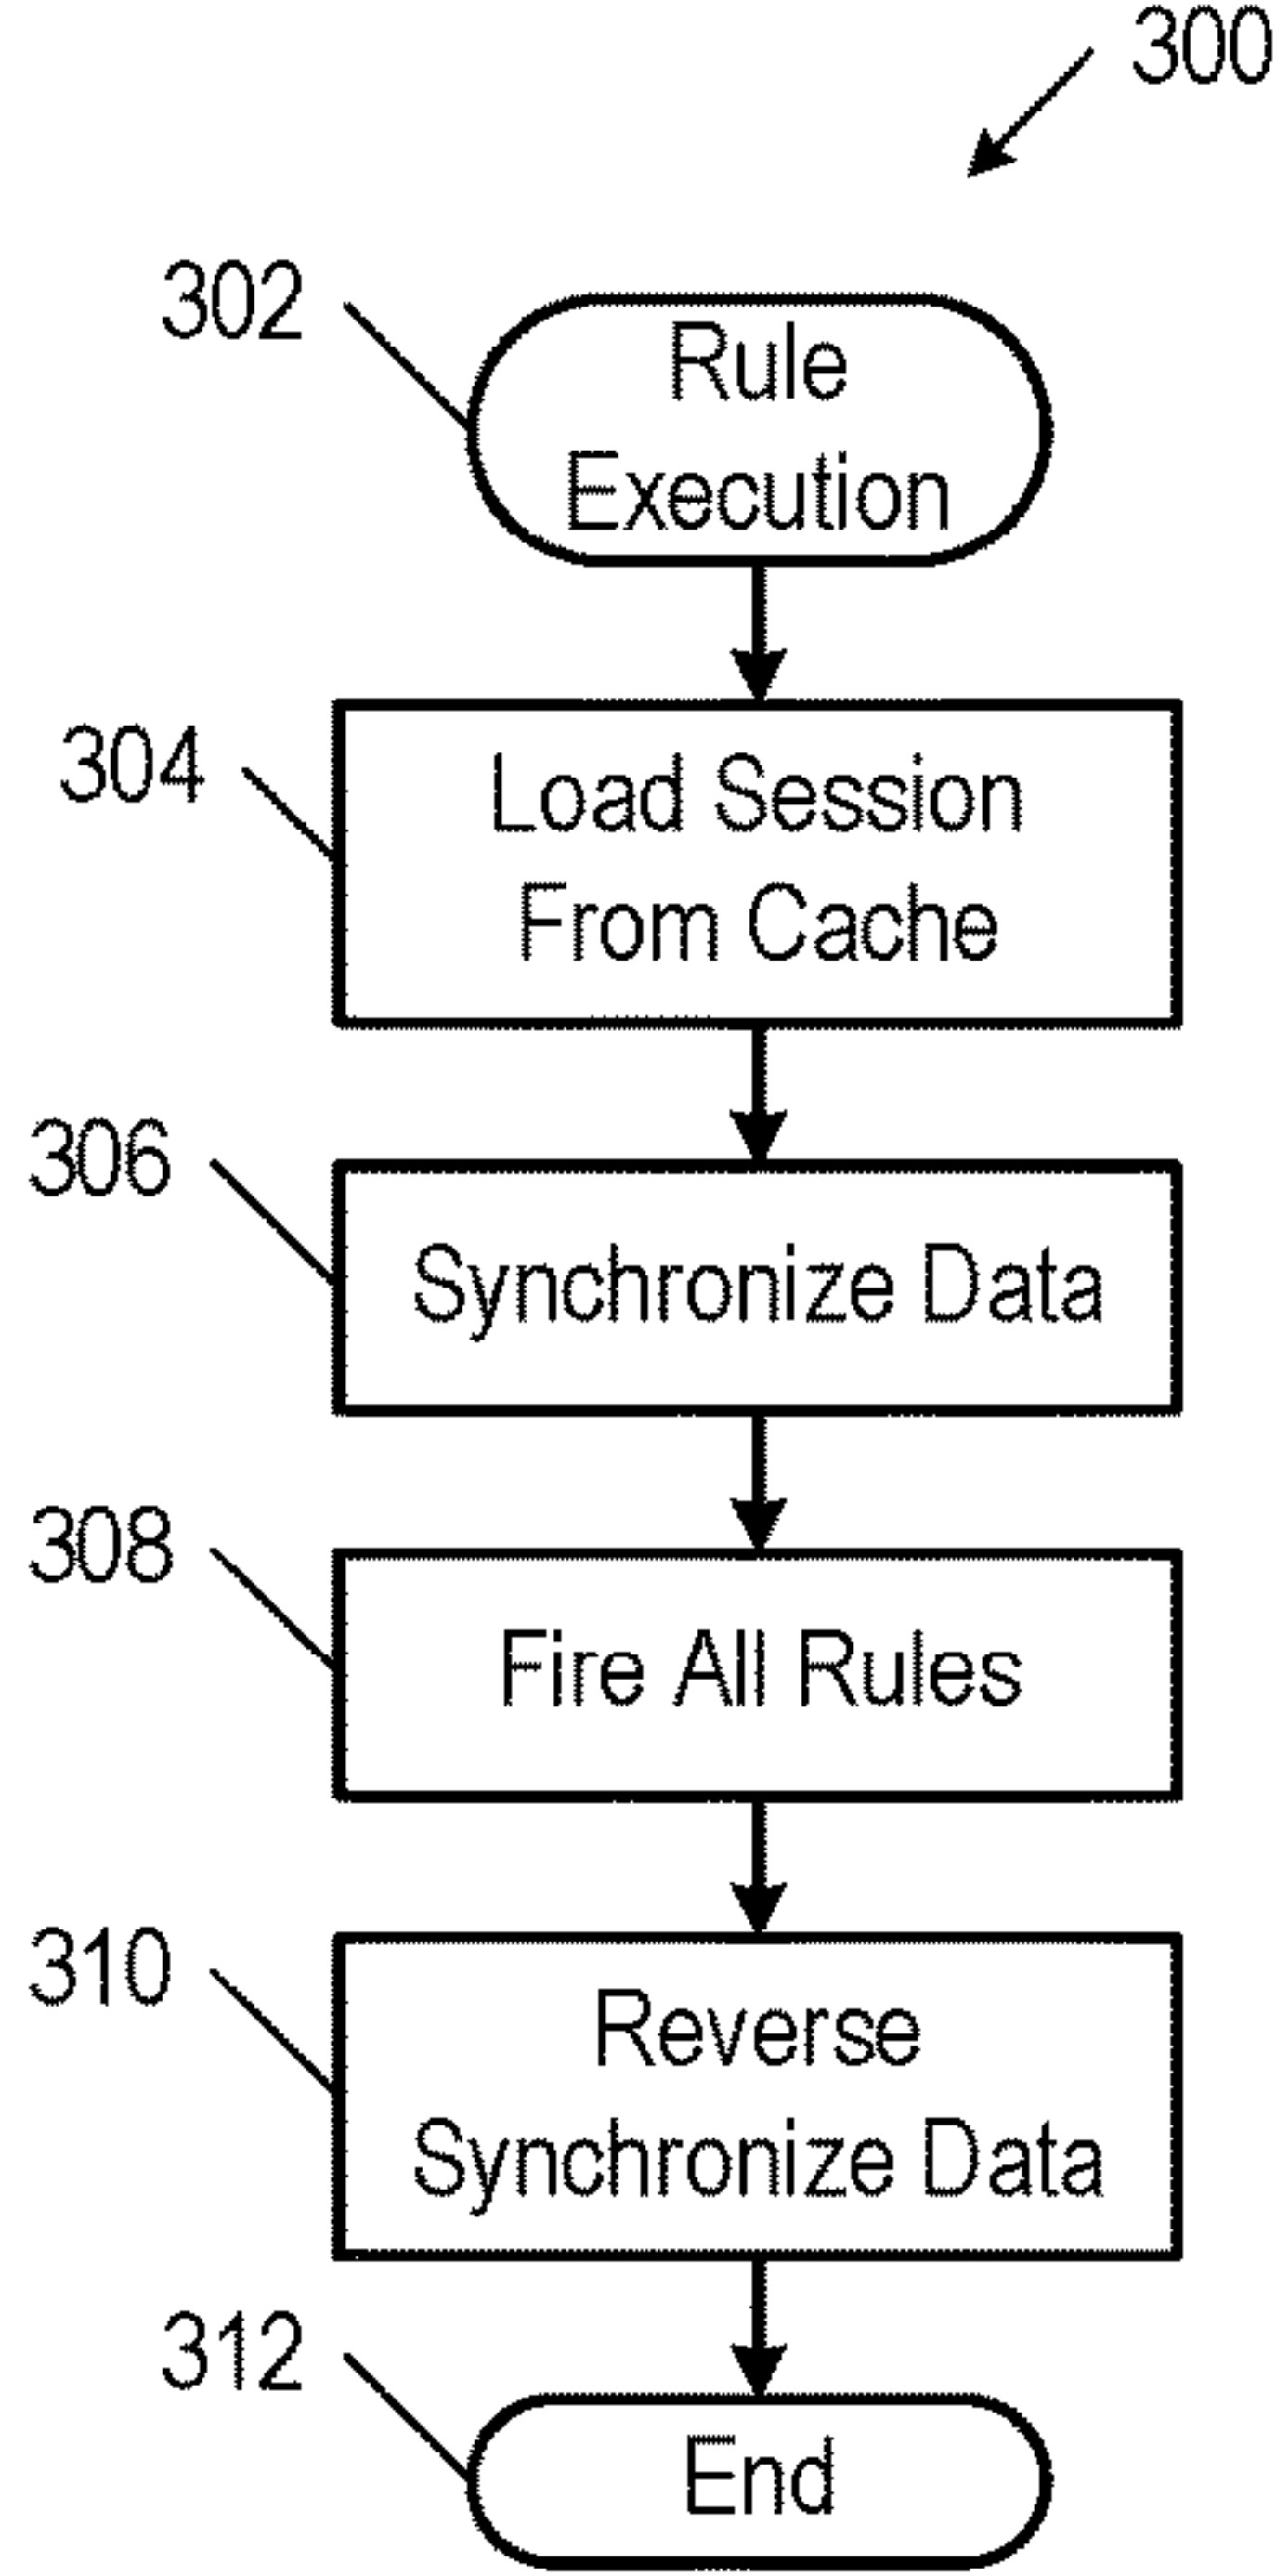 300
302
Rule
Execution
304
Load Session
From Cache
306
Synchronize Data
308
Fire All Rules
310
Reverse
Synchronize Data
312
End